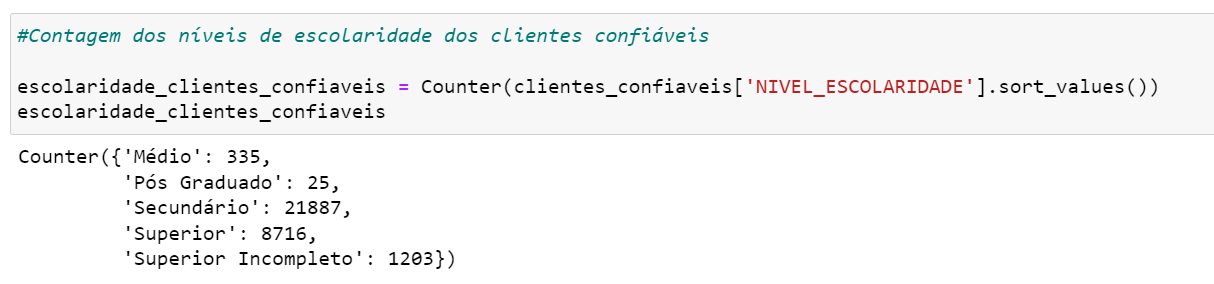 #Contagem dos níveis de escolaridade dos clientes confiáveis
escolaridade_clientes_confiaveis = Counter(clientes_confiaveis['NIVEL_ESCOLARIDADE'].sort_values())
escolaridade_clientes_confiaveis
Counter({'Médio': 335,
'Pós Graduado': 25,
'Secundário': 21887,
'Superior': 8716,
'Superior Incompleto': 1203})